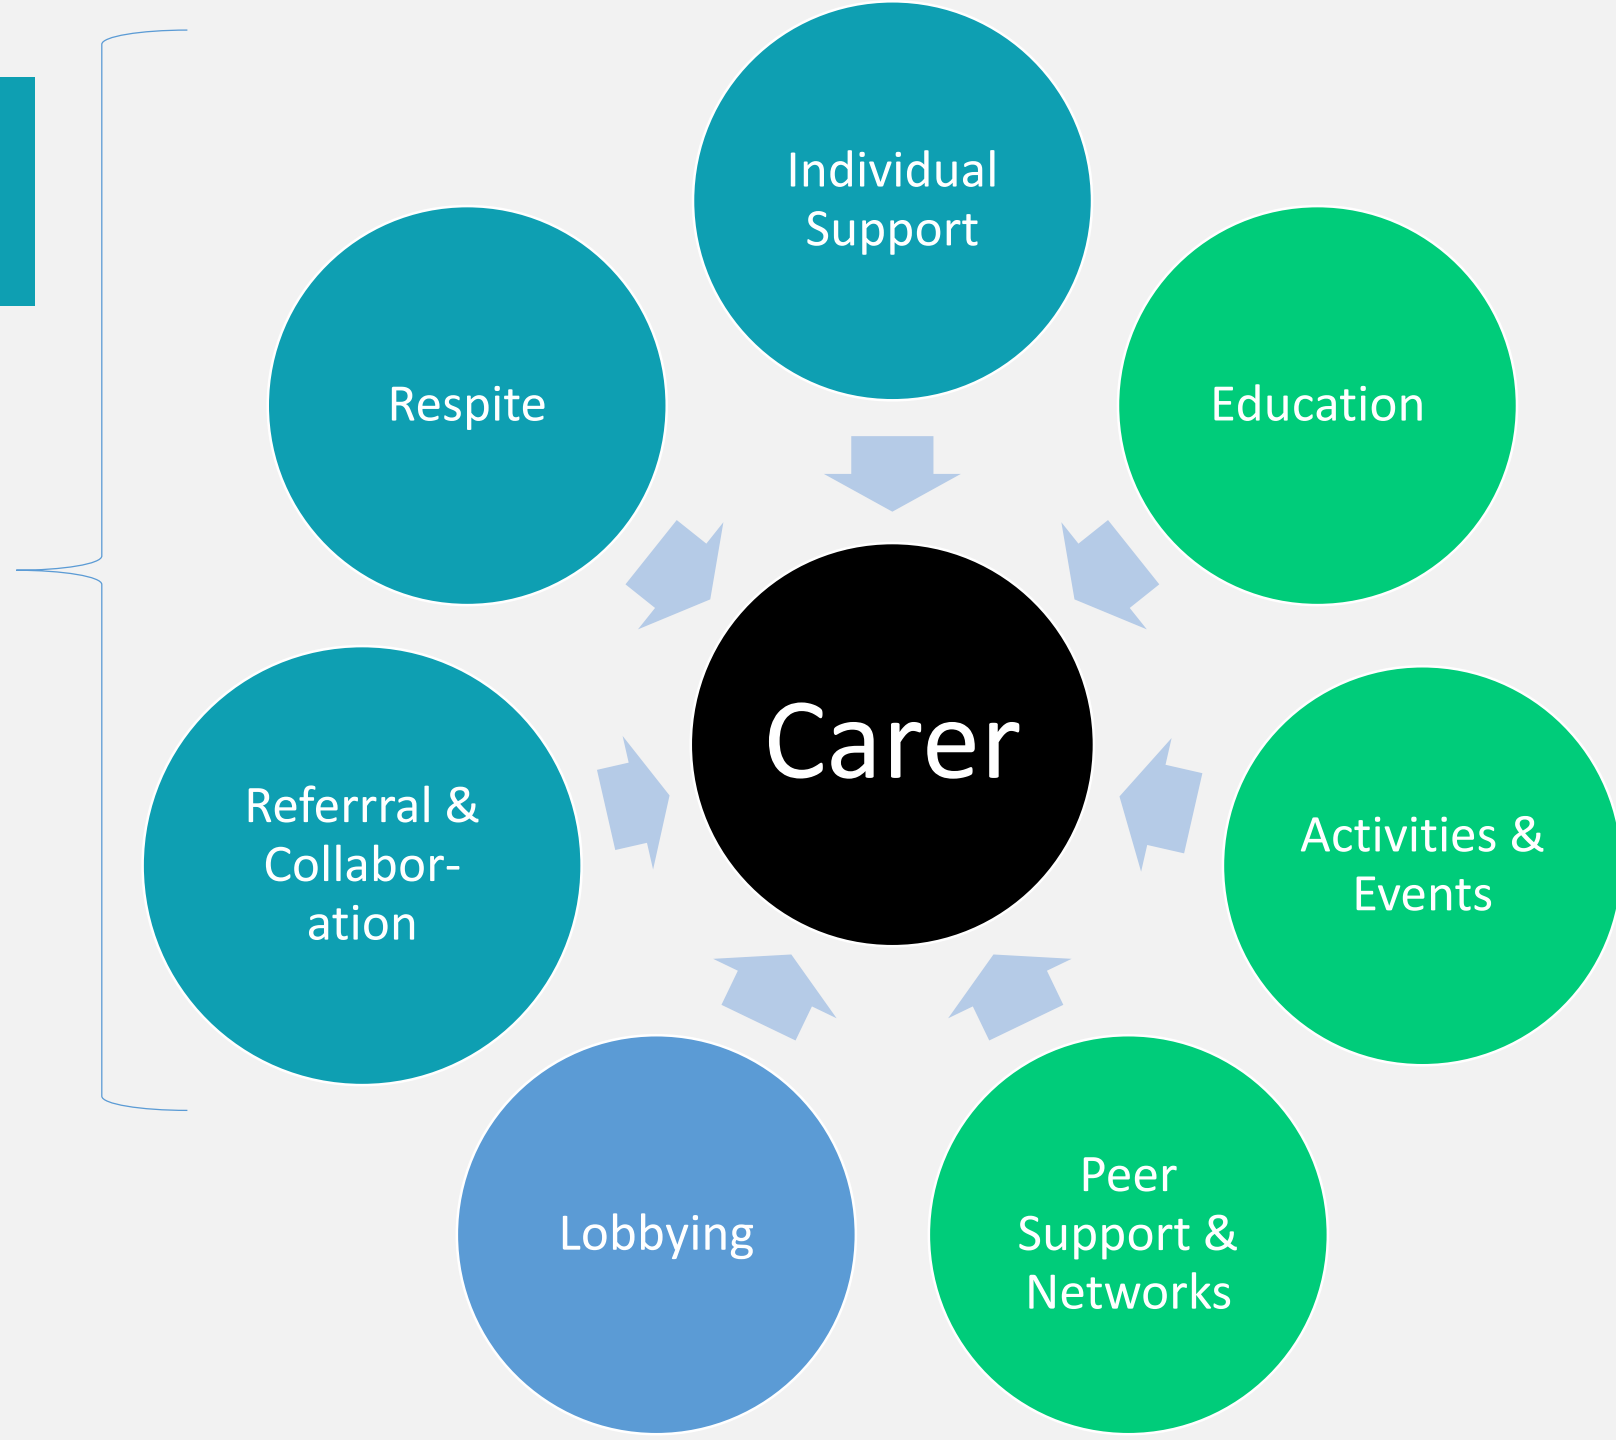 Individual
Support
Respite
Education
Carer
Referrral &
Collabor-
ation
Activities &
Events
Lobbying
Peer
Support &
Networks